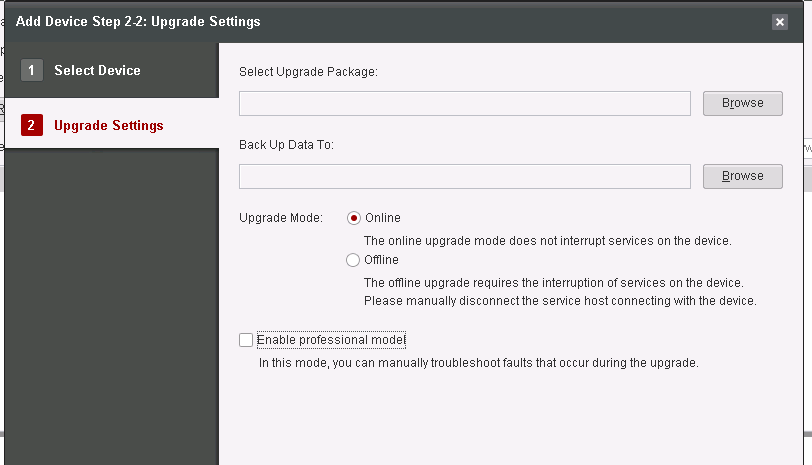 Add Device Step 2-2: Upgrade Settings
1 Select Device
2 Upgrade Settings
Select Upgrade Package:
Browse
Back Up Data To:
Browse
Upgrade Mode: Online
The online upgrade mode does not interrupt services on the device.
Offline
The offline upgrade requires the interruption of services on the device.
Please manually disconnect the service host connecting with the device.
Enable professional model
In this mode, you can manually troubleshoot faults that occur during the upgrade.